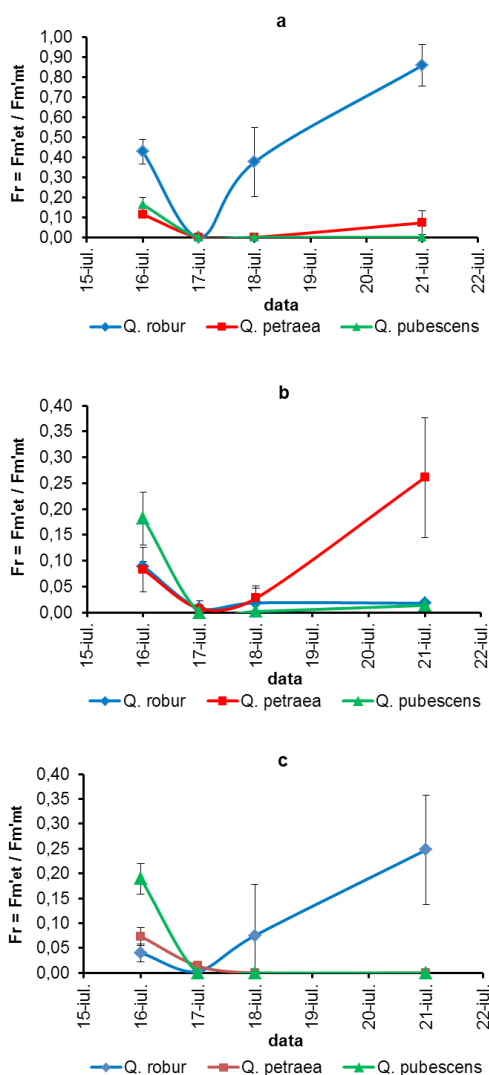 a
Fr = Fm'et / Fm'mt
1,00
0,90
0,80
0,70
0,60
0,50
0,40
0,30
0,20
0,10
0,00
15-iul.
16-iul.
17-iul.
18-iul.
19-iul.
20-iul.
21-iul.
22-iul.
data
Q. robur Q. petraea Q. pubescens
b
Fr = Fm'et / Fm'mt
0,40
0,35
0,30
0,25
0,20
0,15
0,10
0,05
0,00
15-iul.
16-iul.
17-iul.
18-iul.
19-iul.
20-iul.
21-iul.
22-iul.
data
Q. robur Q. petraea Q. pubescens
c
Fr = Fm'et / Fm'mt
0,40
0,35
0,30
0,25
0,20
0,15
0,10
0,05
0,00
15-iul.
16-iul.
17-iul.
18-iul.
19-iul.
20-iul.
21-iul.
22-iul.
data
Q. robur Q. petraea Q. pubescens